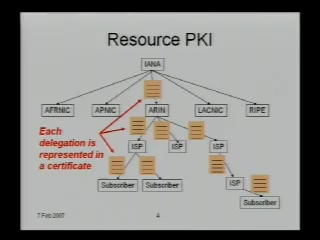 Resource PKI
IANA
AFRNIC APNIC ARIN LACNIC RIPE
Each
delegation is
represented in
a certificate
ISP ISP ISP
Subscriber Subscriber
ISP
Subscriber
7 Feb 2007 4